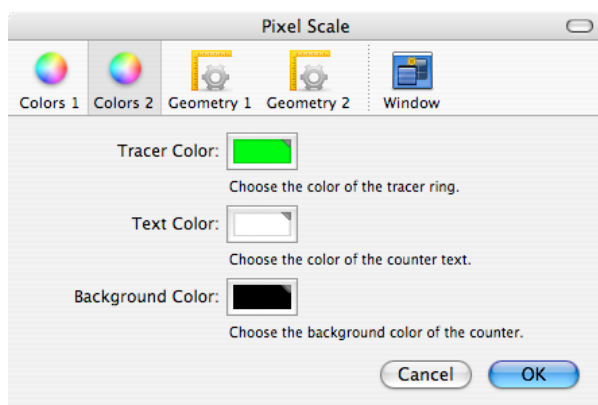 Pixel Scale
Colors 1 Colors 2 Geometry 1 Geometry 2 Window
Tracer Color:
Choose the color of the tracer ring.
Text Color:
Choose the color of the counter text.
Background Color:
Choose the background color of the counter.
Cancel OK